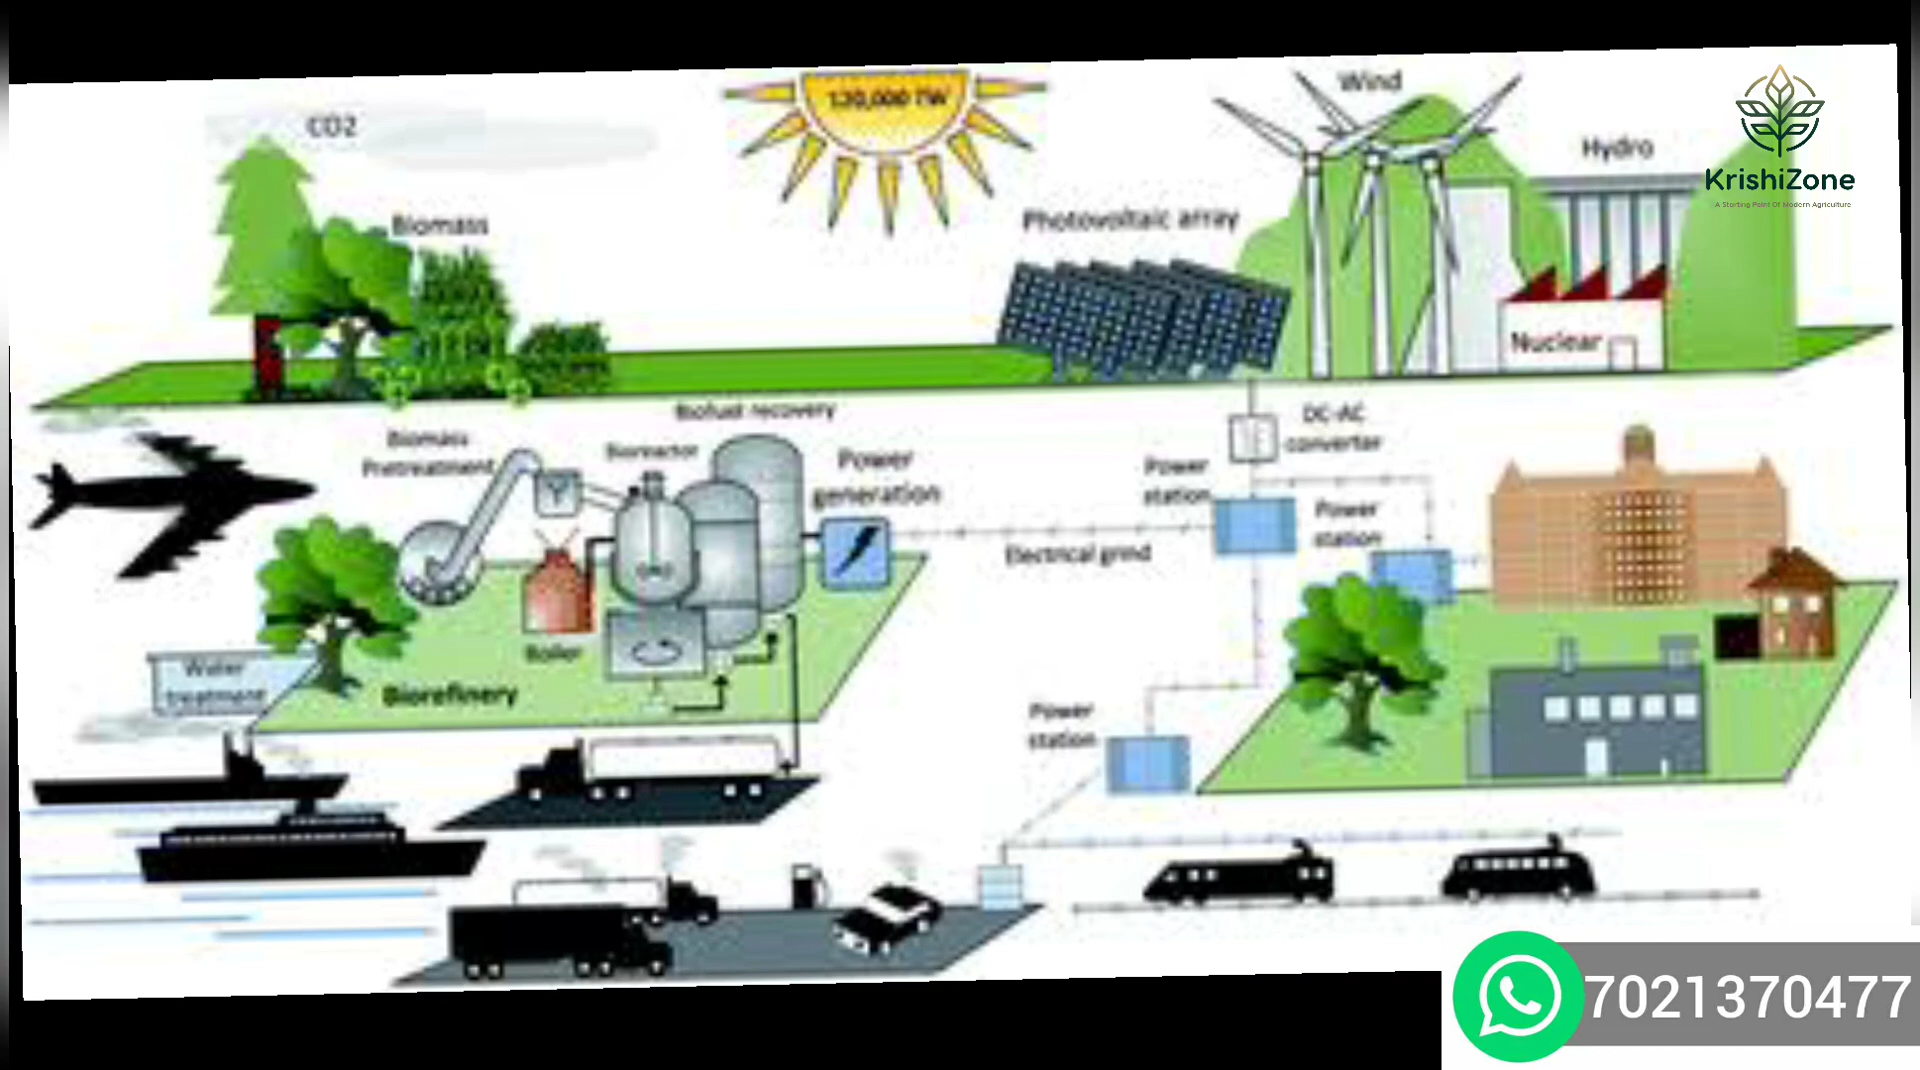 CO2
120,000 TW
Wind
Hydro
KrishiZone
A Starting Point Of Modern Agriculture
Biomass
Photovoltaic array
Nuclear
Biofuel recovery
DC-AC
converter
Biomass
Pretreatment
Bioreactor
Power
generation
Power
station
Power
station
Electrical grind
Boiler
Water
treatment
Biorefinery
Power
station
7021370477